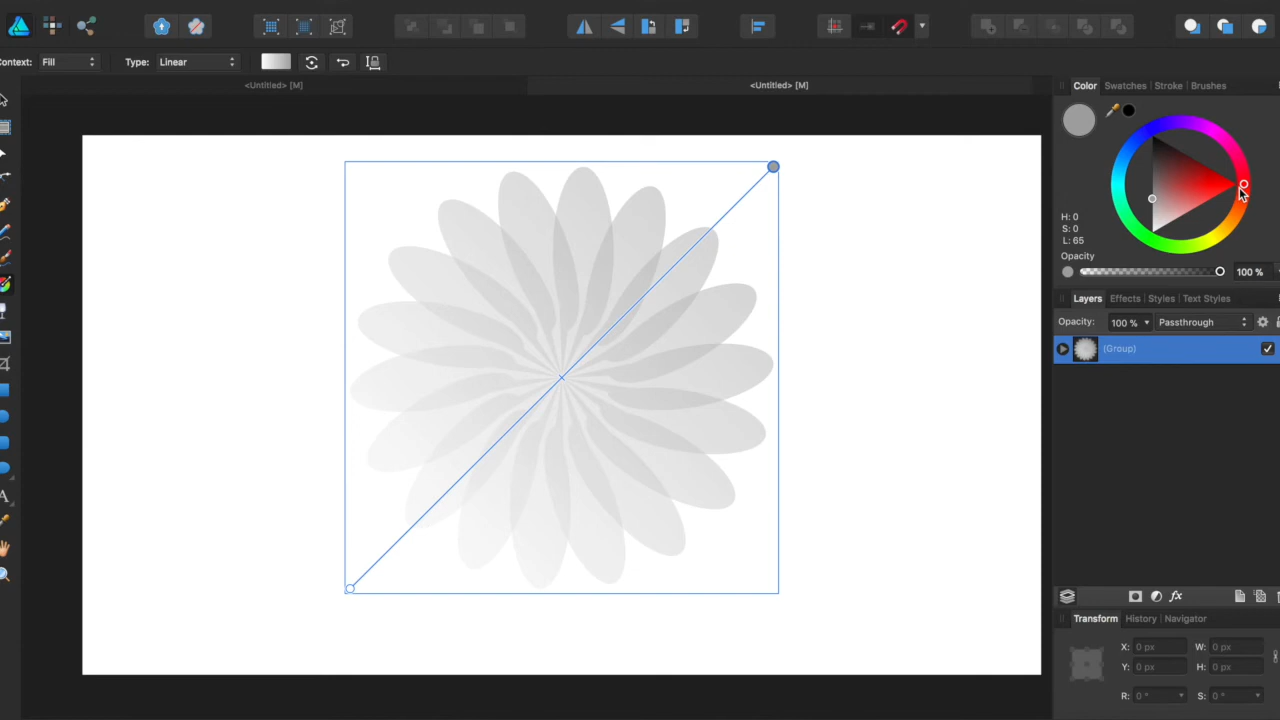 Context: Fill Type: Linear
<Untitled> [M] <Untitled> [M]
Color Swatches Stroke Brushes
H: 0
S: 0
L: 65
Opacity
100 %
Layers Effects Styles Text Styles
Opacity: 100 % Passthrough
(Group)
fx
Transform History Navigator
X: 0 px W: 0 px
Y: 0 px H: 0 px
R: 0 ° S: 0 °